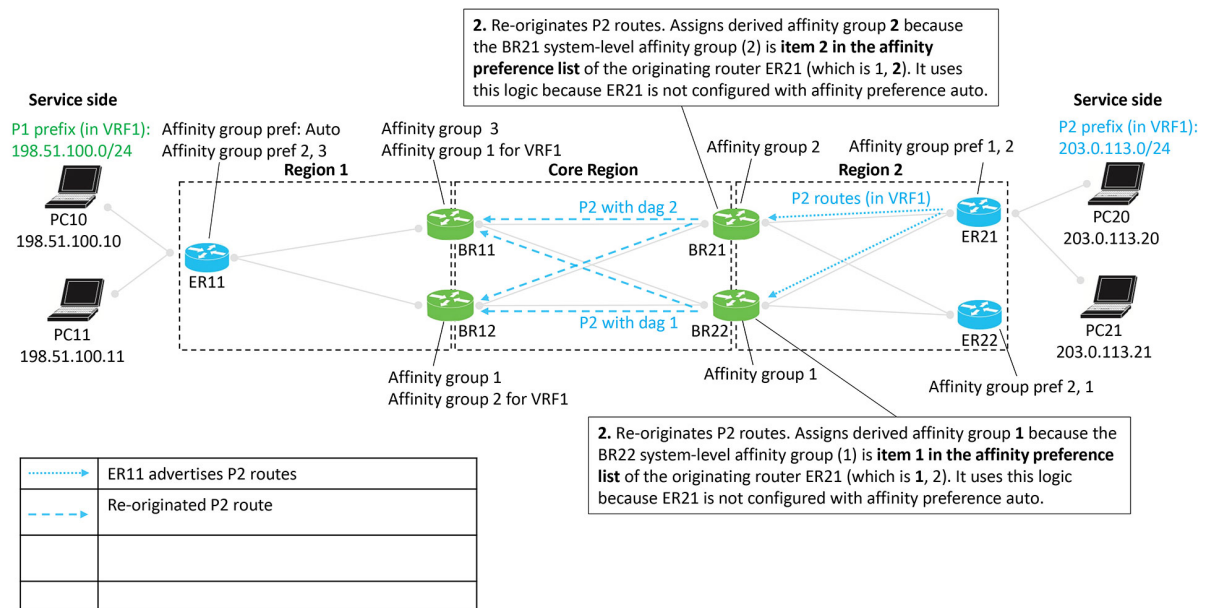 2. Re-originates P2 routes. Assigns derived affinity group 2 because
the BR21 system-level affinity group (2) is item 2 in the affinity
preference list of the originating router ER21 (which is 1, 2). It uses
this logic because ER21 is not configured with affinity preference auto.
Service side
P1 prefix (in VRF1):
198.51.100.0/24
PC10
198.51.100.10
PC11
198.51.100.11
Affinity group pref: Auto
Affinity group pref 2, 3
Region 1
ER11
Affinity group  3
Affinity group 1 for VRF1
BR11
BR12
Affinity group 1
Affinity group 2 for VRF1
Core Region
P2 with dag 2
P2 with dag 1
Affinity group 2
BR21
BR22
Affinity group 1
Region 2
P2 routes (in VRF1)
Affinity group pref 1, 2
ER21
ER22
Affinity group pref 2, 1
Service side
P2 prefix (in VRF1):
203.0.113.0/24
PC20
203.0.113.20
PC21
203.0.113.21
2. Re-originates P2 routes. Assigns derived affinity group 1 because the
BR22 system-level affinity group (1) is item 1 in the affinity preference
list of the originating router ER21 (which is 1, 2). It uses this logic
because ER21 is not configured with affinity preference auto.
ER11 advertises P2 routes
Re-originated P2 route